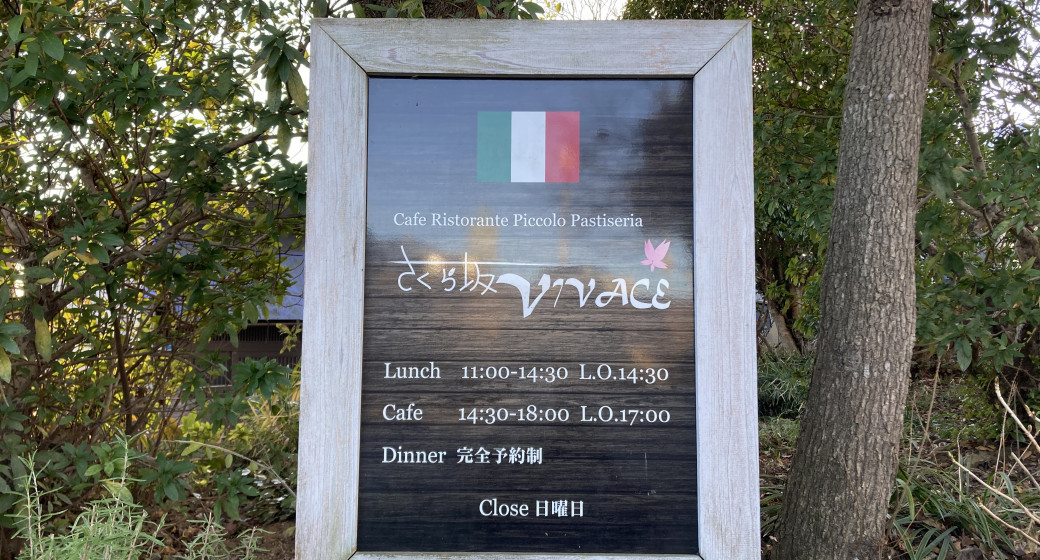 Cafe Ristorante Piccolo Pastiseria
さくら坂 VIVACE
Lunch 11:00-14:30 L.O.14:30
Cafe 14:30-18:00 L.O.17:00
Dinner 完全予約制
Close 日曜日